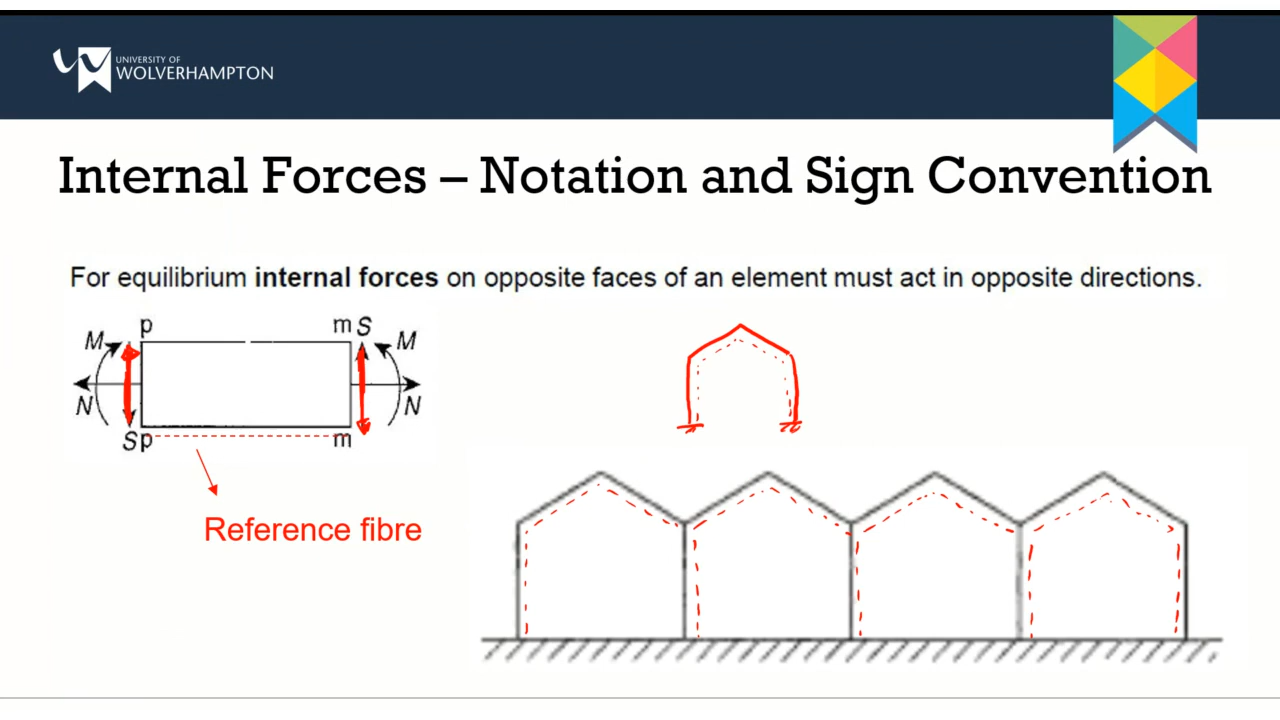 UNIVERSITY OF
WOLVERHAMPTON
Internal Forces – Notation and Sign Convention
For equilibrium internal forces on opposite faces of an element must act in opposite directions.
p m S
M M
N N
S p m
Reference fibre